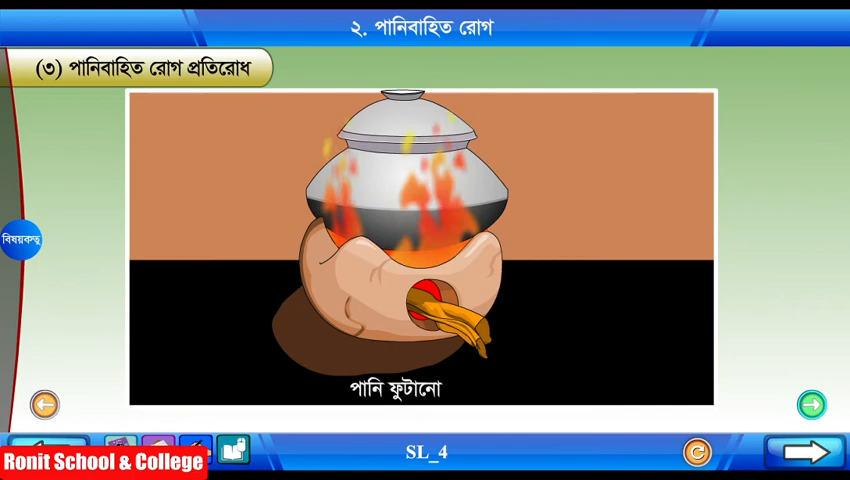 ২. পানিবাহিত রোগ
(৩) পানিবাহিত রোগ প্রতিরোধ
বিষয়বস্তু
পানি ফুটানো
SL_4
Ronit School & College